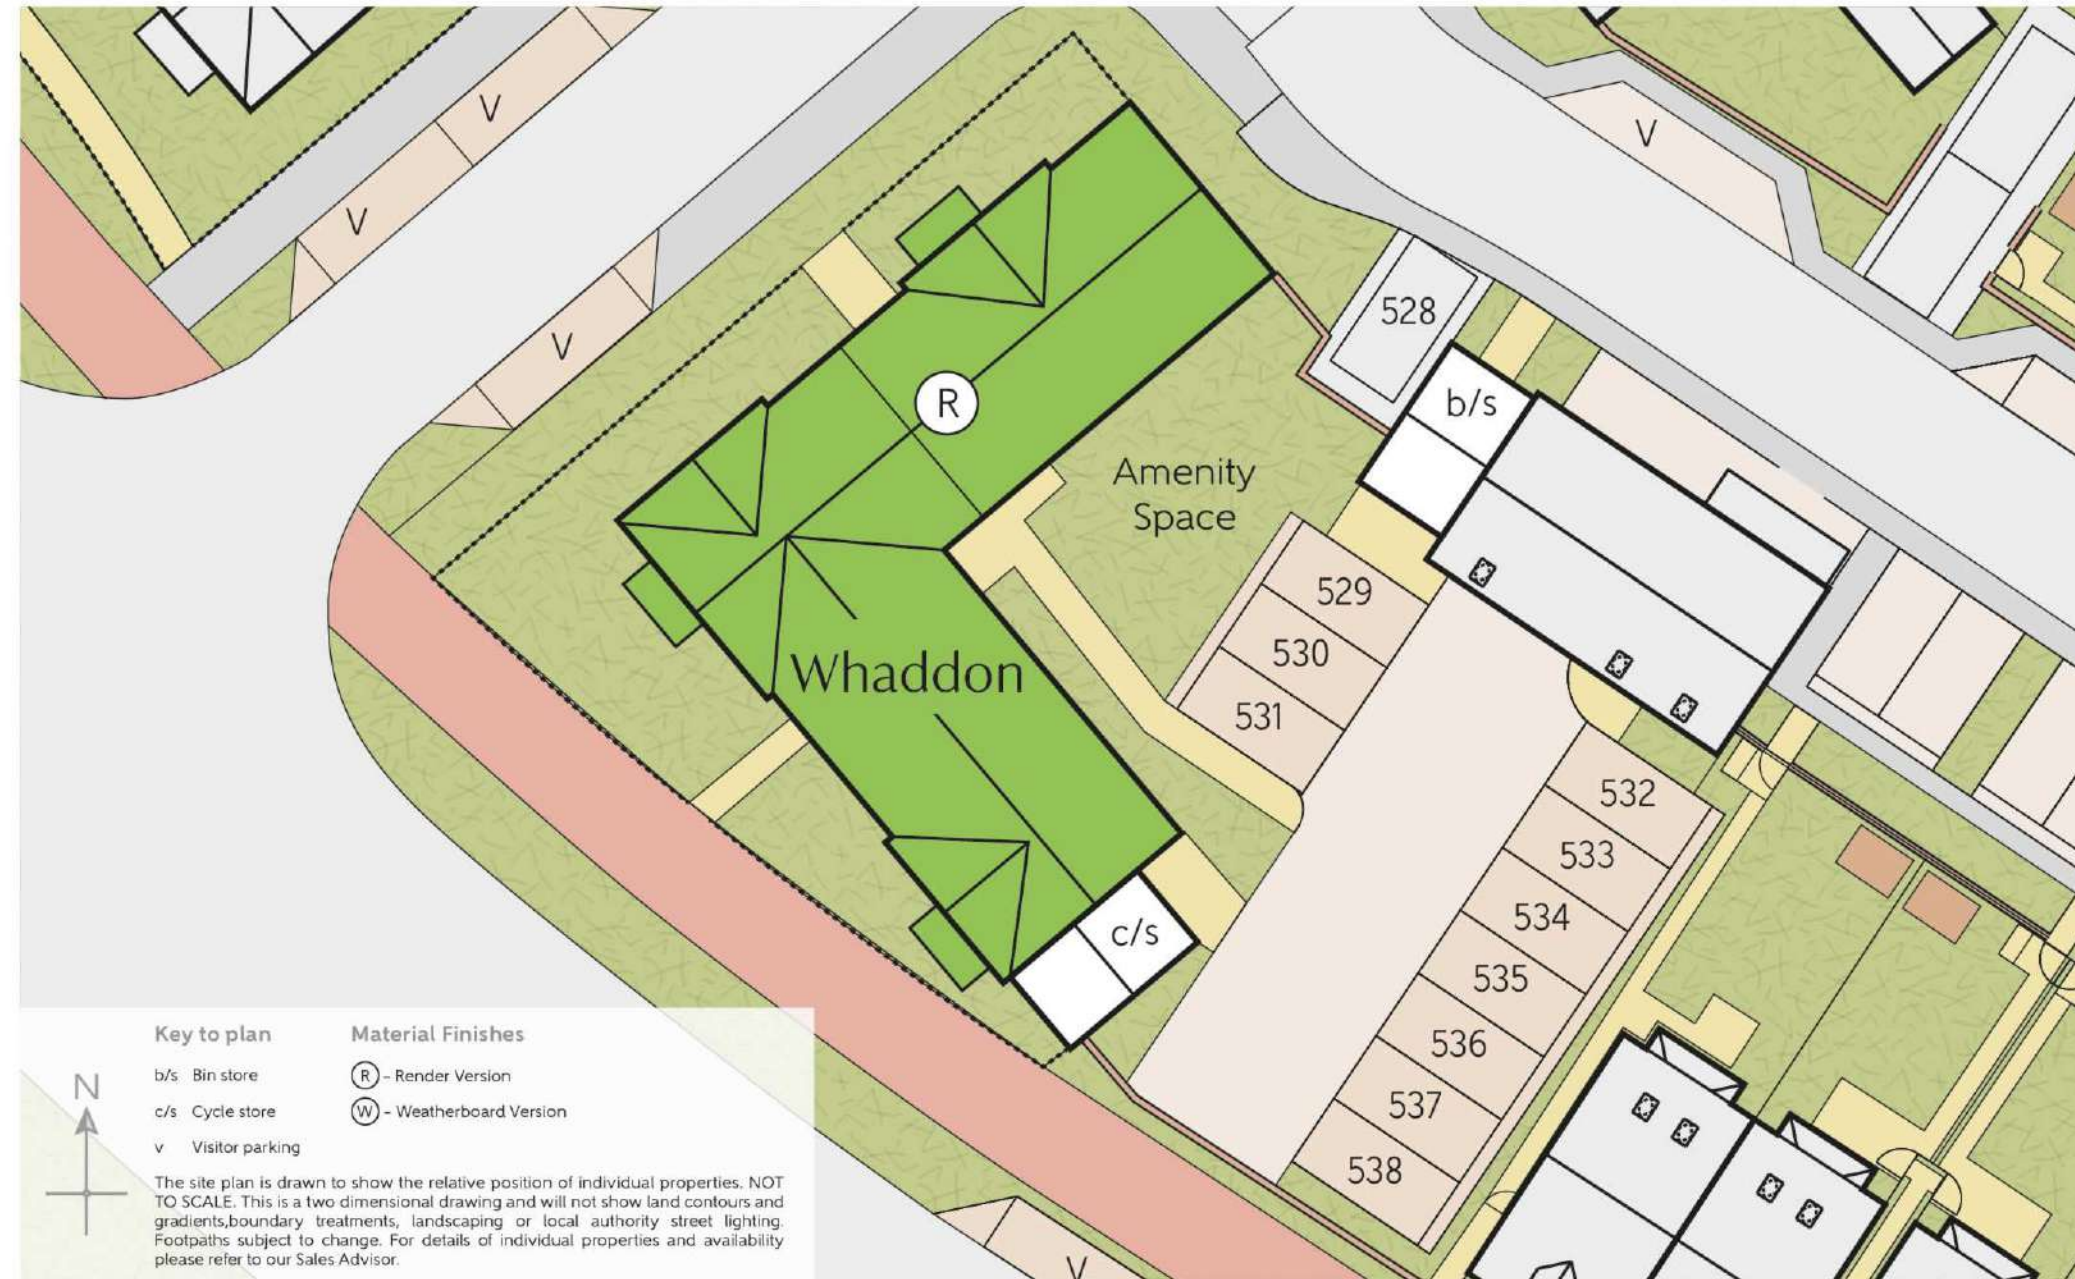 V
V
V
V
528
R
b/s
Amenity
Space
529
530
531
Whaddon
532
533
534
535
536
537
538
c/s
V
N
Key to plan
b/s Bin store
c/s Cycle store
v Visitor parking
Material Finishes
R - Render Version
W - Weatherboard Version
The site plan is drawn to show the relative position of individual properties. NOT
TO SCALE. This is a two dimensional drawing and will not show land contours and
gradients,boundary treatments, landscaping or local authority street lighting.
Footpaths subject to change. For details of individual properties and availability
please refer to our Sales Advisor.